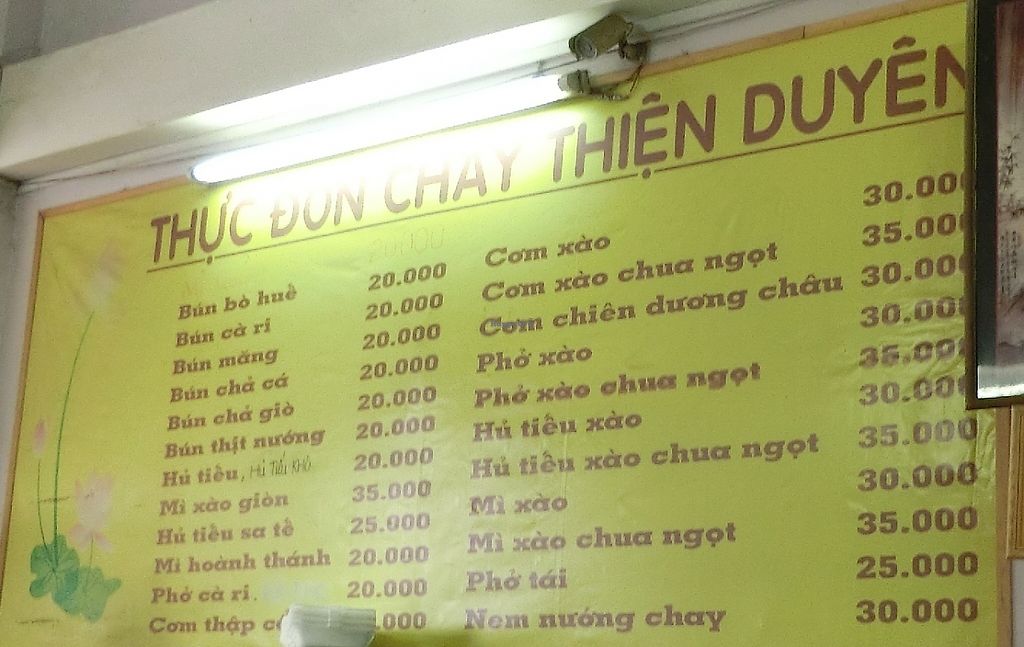 THỰC ĐƠN CHAY THIỆN DUYÊN
Bún bò huế 20.000
Bún cà ri 20.000
Bún măng 20.000
Bún chả cá 20.000
Bún chả giò 20.000
Bún thịt nướng 20.000
Hủ tiếu, Hủ Tiếu Khô 20.000
Mì xào giòn 35.000
Hủ tiếu sa tế 25.000
Mì hoành thánh 20.000
Phở cà ri. 20.000
Cơm thập .000
Cơm xào 30.000
Cơm xào chua ngọt 35.000
Cơm chiên dương châu 30.000
Phở xào 30.000
Phở xào chua ngọt 35.000
Hủ tiếu xào 30.000
Hủ tiếu xào chua ngọt 35.000
Mì xào 30.000
Mì xào chua ngọt 35.000
Phở tái 25.000
Nem nướng chay 30.000